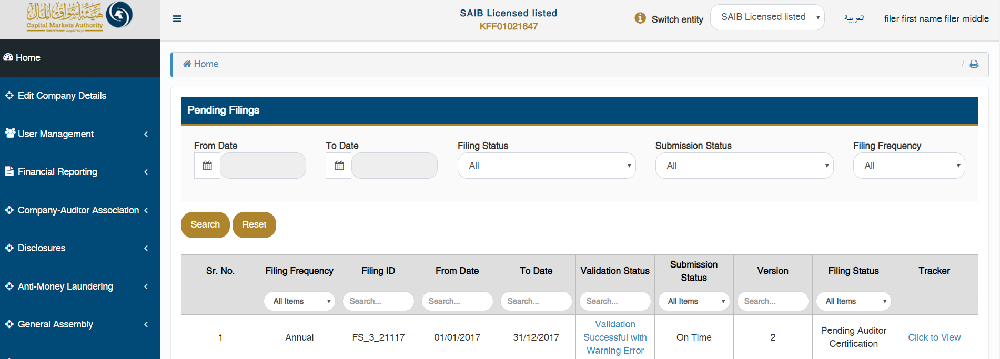 هيئة أسواق المال
Capital Markets Authority
State Of Kuwait دولة الكويت
SAIB Licensed listed
KFF01021647
Switch entity
SAIB Licensed listed
العربية
filer first name filer middle
Home
Edit Company Details
User Management
Financial Reporting
Company-Auditor Association
Disclosures
Anti-Money Laundering
General Assembly
Home
/
Pending Filings
From Date
To Date
Filing Status
Submission Status
Filing Frequency
All
All
All
Search
Reset
Sr. No.
Filing Frequency
Filing ID
From Date
To Date
Validation Status
Submission
Status
Version
Filing Status
Tracker
All Items
Search...
Search...
Search...
Search...
All Items
Search...
All Items
1
Annual
FS_3_21117
01/01/2017
31/12/2017
Validation
Successful with
Warning Error
On Time
2
Pending Auditor
Certification
Click to View